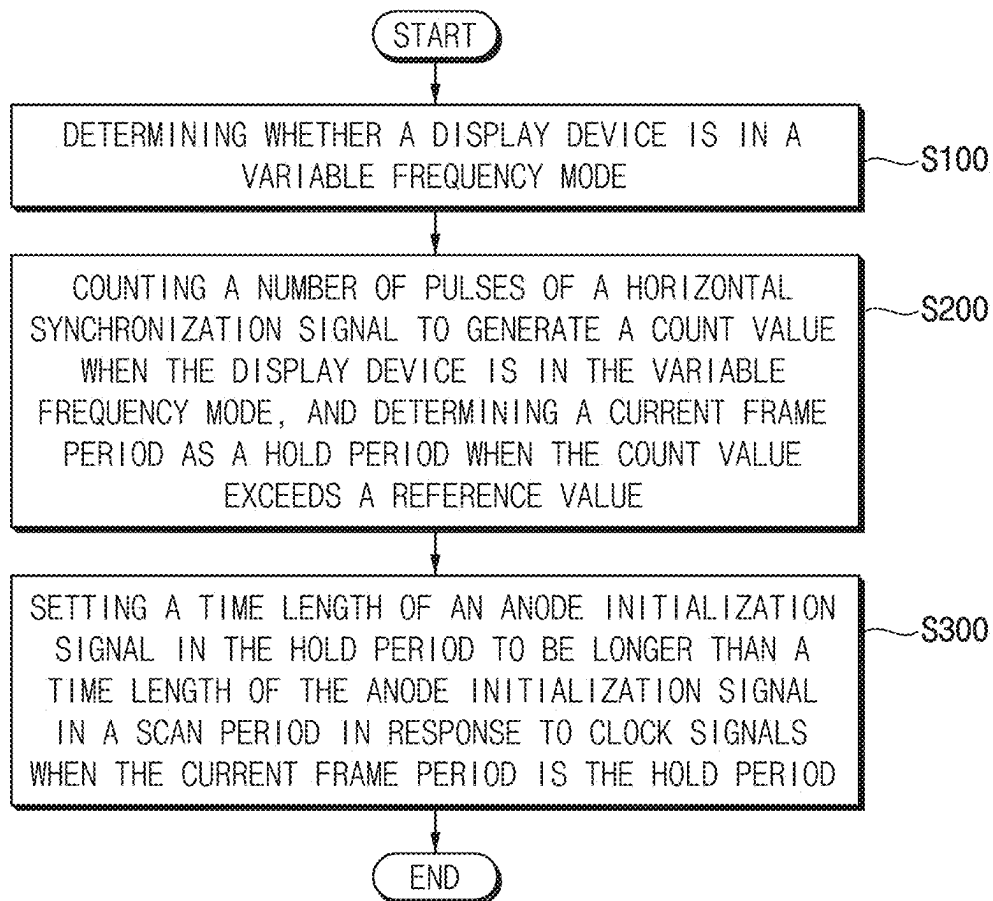 START
DETERMINING WHETHER A DISPLAY DEVICE IS IN A
VARIABLE FREQUENCY MODE
S100
COUNTING A NUMBER OF PULSES OF A HORIZONTAL
SYNCHRONIZATION SIGNAL TO GENERATE A COUNT VALUE
WHEN THE DISPLAY DEVICE IS IN THE VARIABLE
FREQUENCY MODE, AND DETERMINING A CURRENT FRAME
PERIOD AS A HOLD PERIOD WHEN THE COUNT VALUE
EXCEEDS A REFERENCE VALUE
S200
SETTING A TIME LENGTH OF AN ANODE INITIALIZATION
SIGNAL IN THE HOLD PERIOD TO BE LONGER THAN A
TIME LENGTH OF THE ANODE INITIALIZATION SIGNAL
IN A SCAN PERIOD IN RESPONSE TO CLOCK SIGNALS
WHEN THE CURRENT FRAME PERIOD IS THE HOLD PERIOD
S300
END